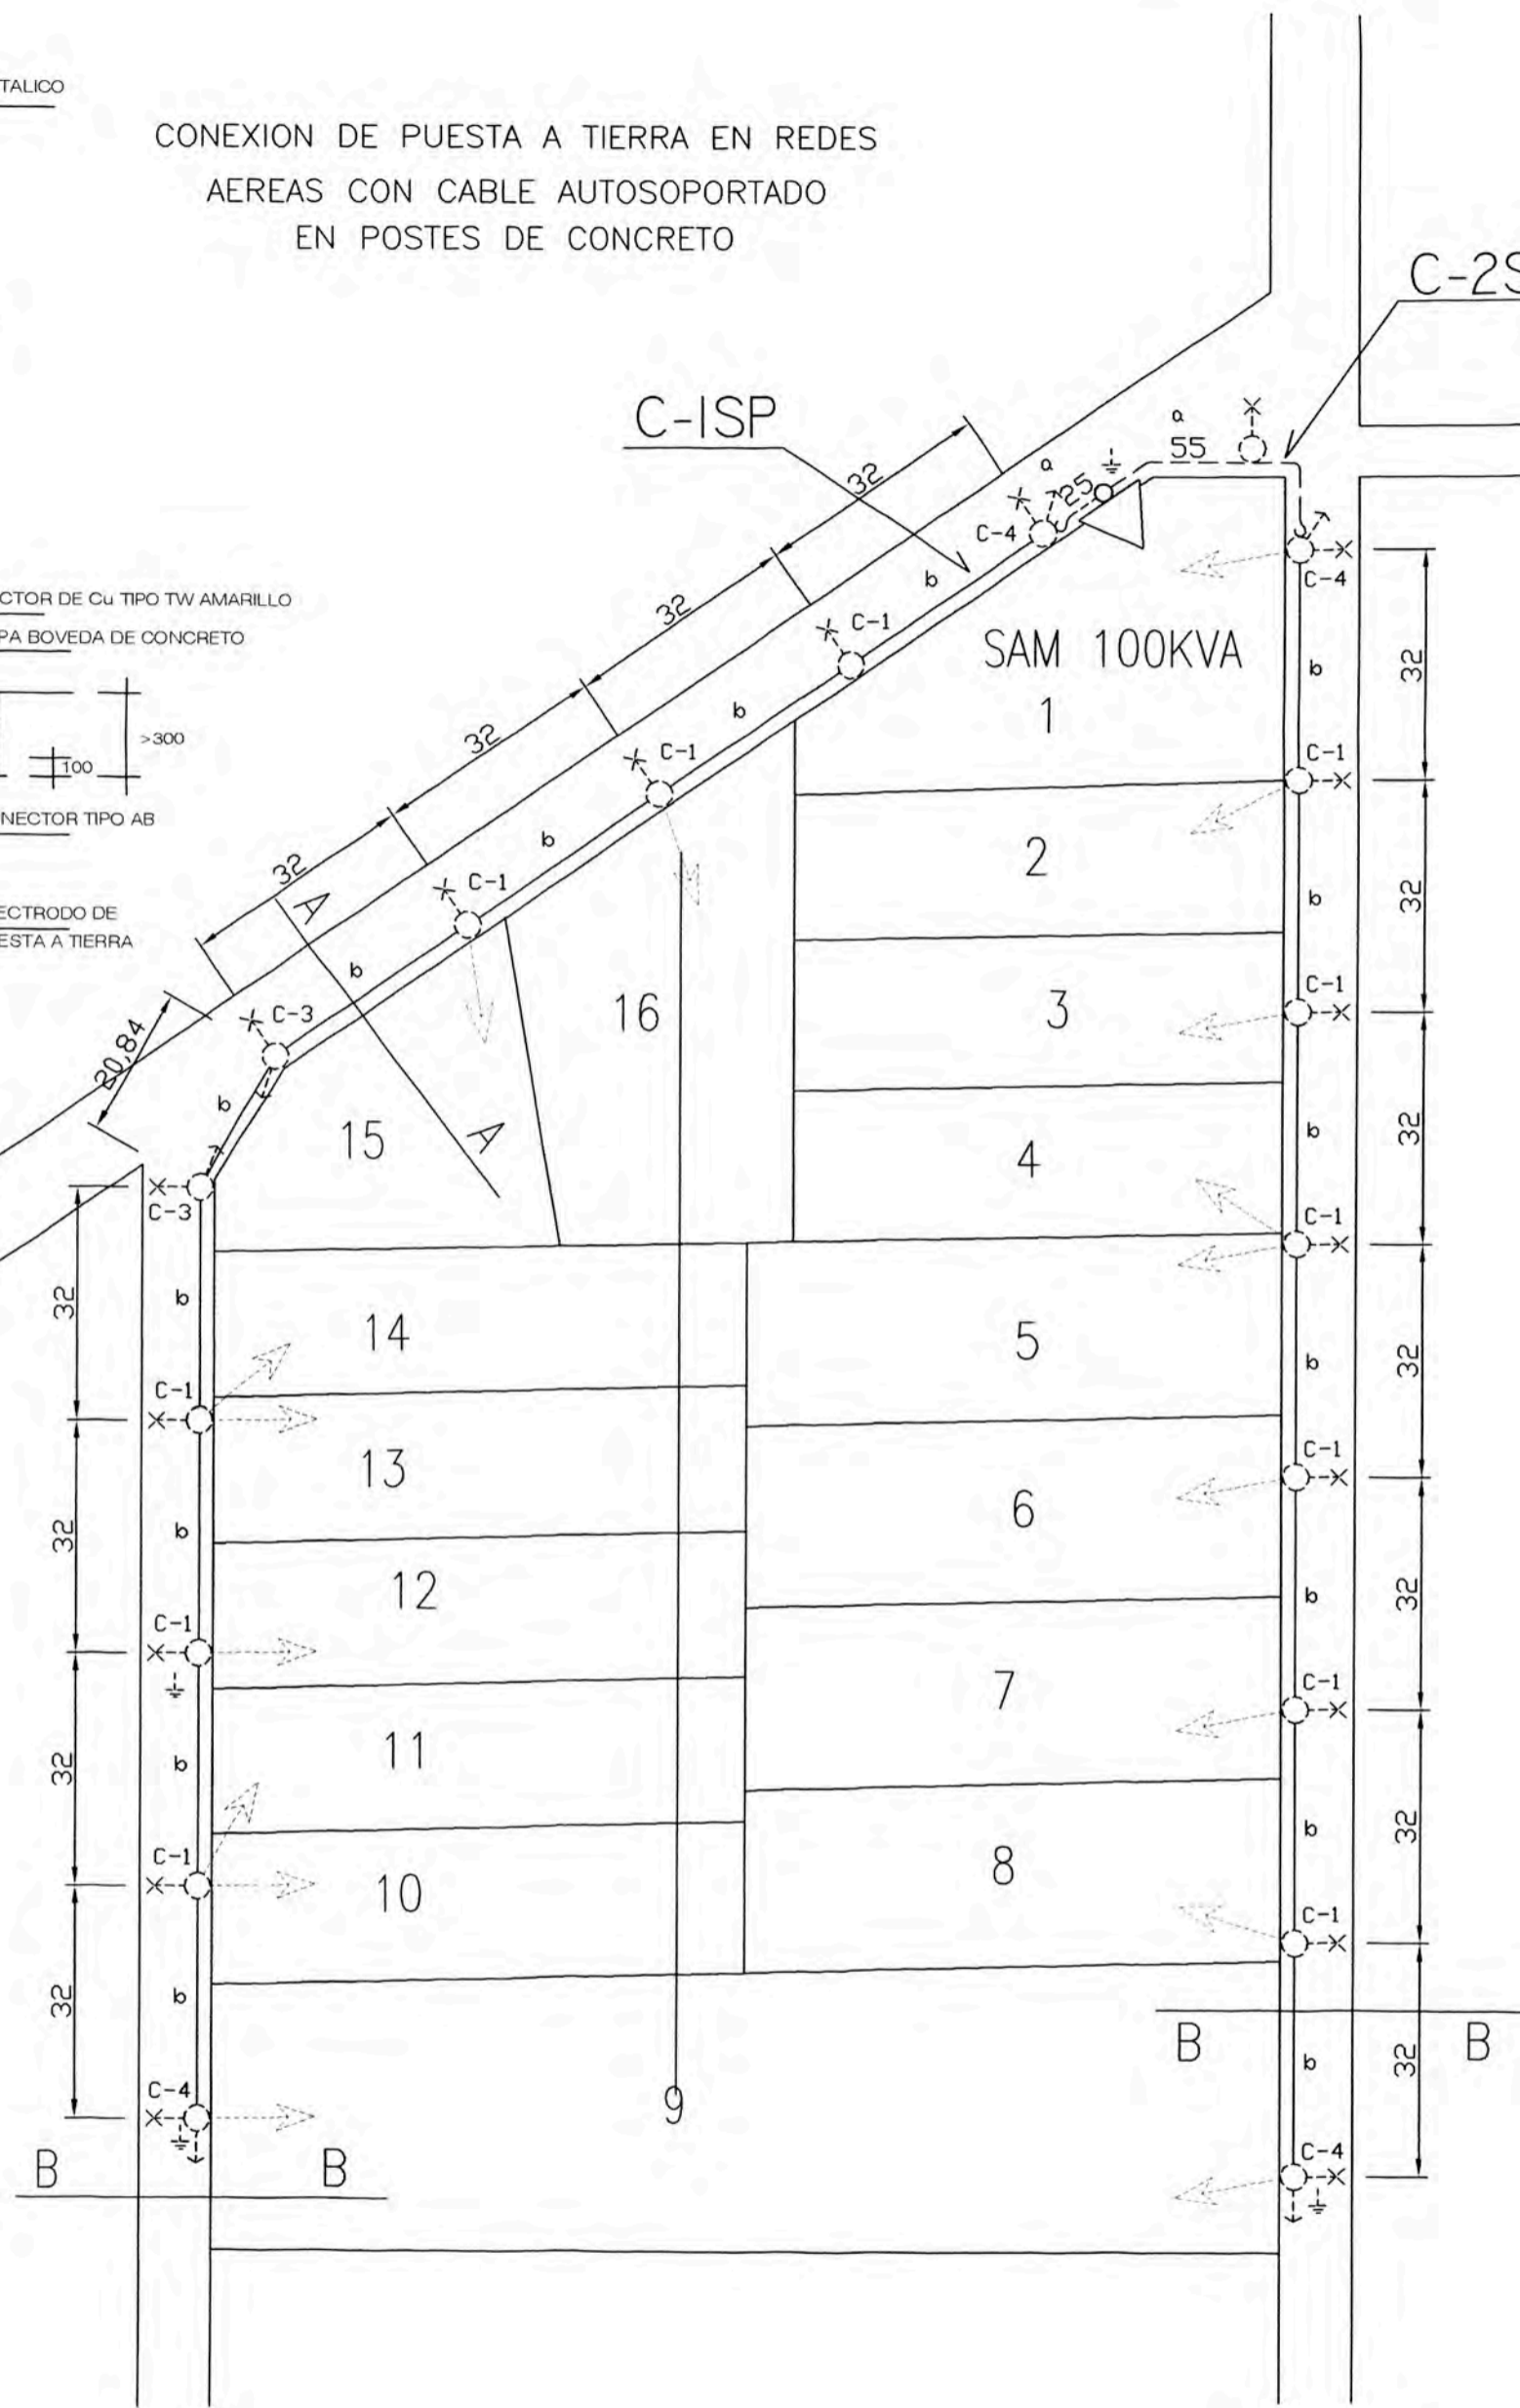 TALICO
CONEXION DE PUESTA A TIERRA EN REDES
AEREAS CON CABLE AUTOSOPORTADO
EN POSTES DE CONCRETO
C-2S
C-1SP
a
55
32
a
25
C-4
C-4
b
32
CTOR DE Cu TIPO TW AMARILLO
PA BOVEDA DE CONCRETO
>300
100
NECTOR TIPO AB
ECTRODO DE
ESTA A TIERRA
C-1
SAM 100KVA
1
b
32
b
32
C-1
C-1
b
2
b
32
32
C-1
A
b
C-1
16
3
C-3
20,84
b
15
A
b
32
4
C-3
C-1
32
b
14
5
b
32
C-1
13
C-1
32
b
6
12
b
32
C-1
C-1
32
b
11
7
b
32
C-1
10
8
C-1
32
b
B
B
b
32
C-4
9
B
B
C-4